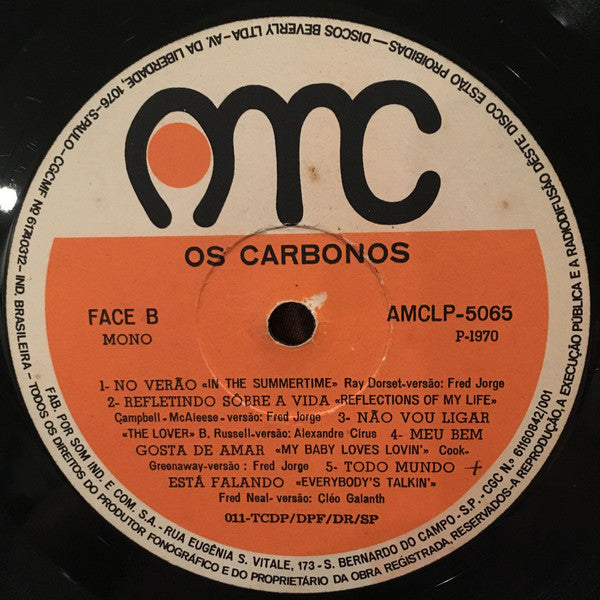 AMC
OS CARBONOS
FACE B
MONO
AMCLP-5065
P-1970
1- NO VERÃO «IN THE SUMMERTIME» Ray Dorset-versão: Fred Jorge
2- REFLETINDO SÔBRE A VIDA «REFLECTIONS OF MY LIFE»
Campbell- McAleese-versão: Fred Jorge 3- NÃO VOU LIGAR
«THE LOVER» B. Russell-versão: Alexandre Cirus 4- MEU BEM
GOSTA DE AMAR «MY BABY LOVES LOVIN'» Cook-
Greenaway-versão : Fred Jorge 5- TODO MUNDO
ESTÁ FALANDO «EVERYBODY'S TALKIN'»
Fred Neal-versão: Cléo Galanth
011-TCDP/DPF/DR/SP
FAB. POR SOM IND. E COM. S.A. - RUA EUGÊNIA S. VITALE, 173 - S. BERNARDO DO CAMPO - S.P. - CGC N.º 61160842/001
TODOS OS DIREITOS DO PRODUTOR FONOGRÁFICO E DO PROPRIETÁRIO DA OBRA REGISTRADA, RESERVADOS-A REPRODUÇÃO, A EXECUÇÃO PÚBLICA E A RADIODIFUSÃO DÊSTE DISCO ESTÃO PROIBIDAS—DISCOS BEVERLY LTDA-AV. DA LIBERDADE, 1076-S.PAULO-CGCMF Nº 61740312-IND, BRASILEIRA-